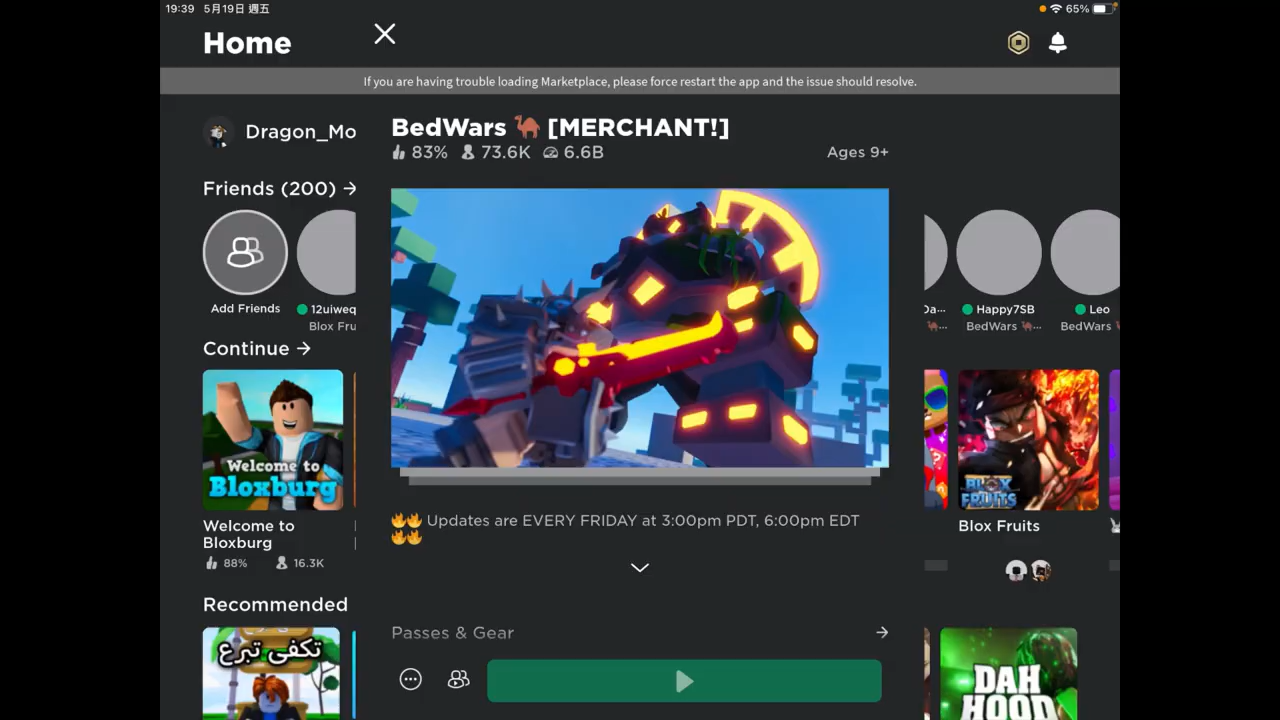 19:39 5月19日 週五
65%
Home
If you are having trouble loading Marketplace, please force restart the app and the issue should resolve.
Dragon_Mo
BedWars 🐪 [MERCHANT!]
83% 73.6K 6.6B
Ages 9+
Friends (200) →
Add Friends
12uiweq
Blox Fru
Da...
Happy7SB
BedWars 🐪...
Leo
BedWars
Continue →
Welcome to
Bloxburg
BLOX
FRUITS
Welcome to
Bloxburg
88% 16.3K
Blox Fruits
🔥🔥 Updates are EVERY FRIDAY at 3:00pm PDT, 6:00pm EDT
🔥🔥
Recommended
Passes & Gear →
تكفى تبرع
DAH
HOOD